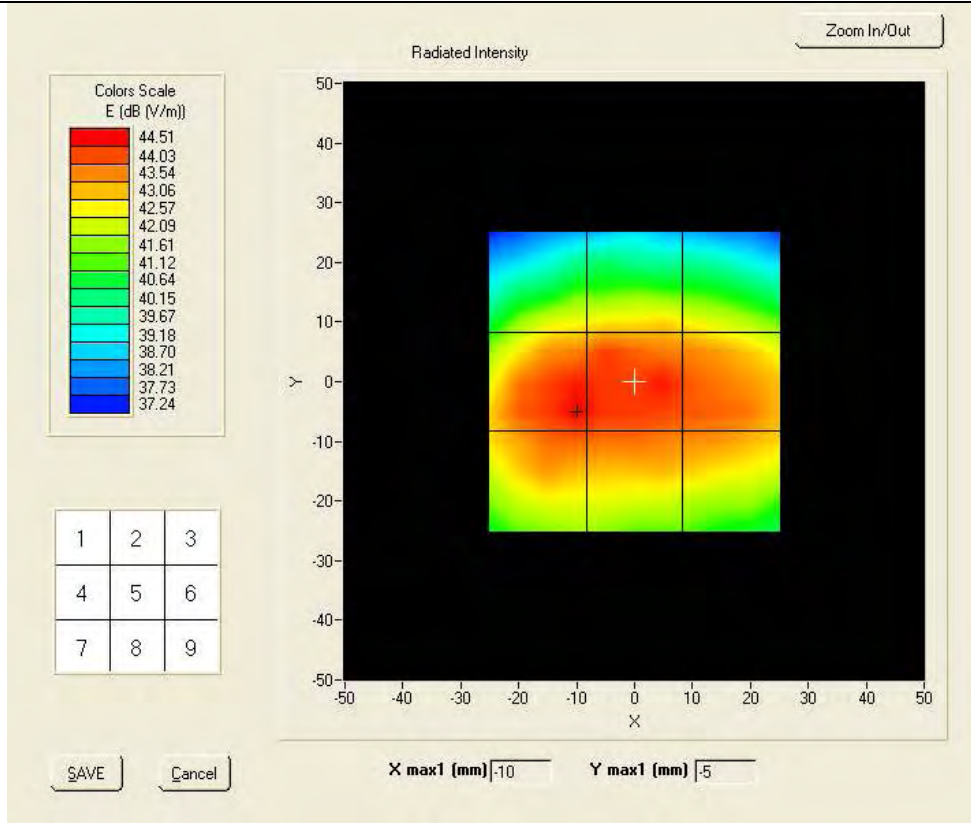 Zoom In/Out
Radiated Intensity
Colors Scale
E (dB (V/m))
44.51
44.03
43.54
43.06
42.57
42.09
41.61
41.12
40.64
40.15
39.67
39.18
38.70
38.21
37.73
37.24
50
40
30
20
10
Y 0
-10
-20
-30
-40
-50
-50 -40 -30 -20 -10 0 10 20 30 40 50
X
1 2 3
4 5 6
7 8 9
SAVE Cancel
X max1 (mm) -10 Y max1 (mm) -5